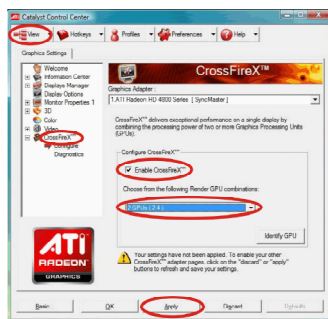 Catalyst Control Center
View
Hotkeys
Profiles
Preferences
Help
Graphics Settings
Welcome
Information Center
Displays Manager
Display Options
Monitor Properties 1
3D
Color
Video
CrossFireX™
Configure
Diagnostics
CrossFireX™
Graphics Adapter :
1.ATI Radeon HD 4800 Series [ SyncMaster ]
CrossFireX™ delivers exceptional performance on a single display by
combining the processing power of two or more Graphics Processing Units
(GPUs).
Configure CrossFireX™
Enable CrossFireX™
Choose from the following Render GPU combinations:
2 GPUs ( 2 4 )
Identify GPU
Your settings have not been applied. To enable your other
CrossFireX™ adapter pages, click on the "discard" or "apply"
buttons to refresh and save your settings.
ATI
RADEON
GRAPHICS
Basic
OK
Apply
Discard
Defaults